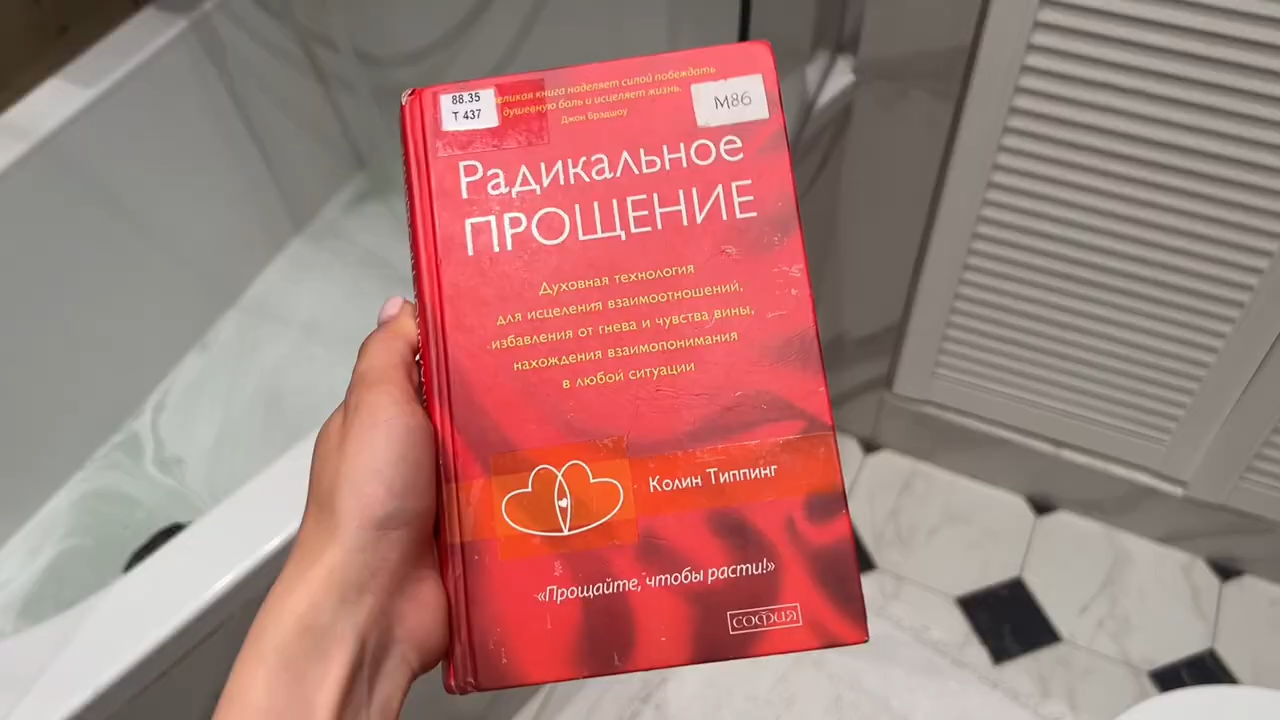 88.35
Т 437
еликая книга наделяет силой побеждать
душевную боль и исцеляет жизнь.
Джон Брэдшоу
М86
Радикальное
ПРОЩЕНИЕ
Духовная технология
для исцеления взаимоотношений,
избавления от гнева и чувства вины,
нахождения взаимопонимания
в любой ситуации
Колин Типпинг
«Прощайте, чтобы расти!»
СОФИЯ